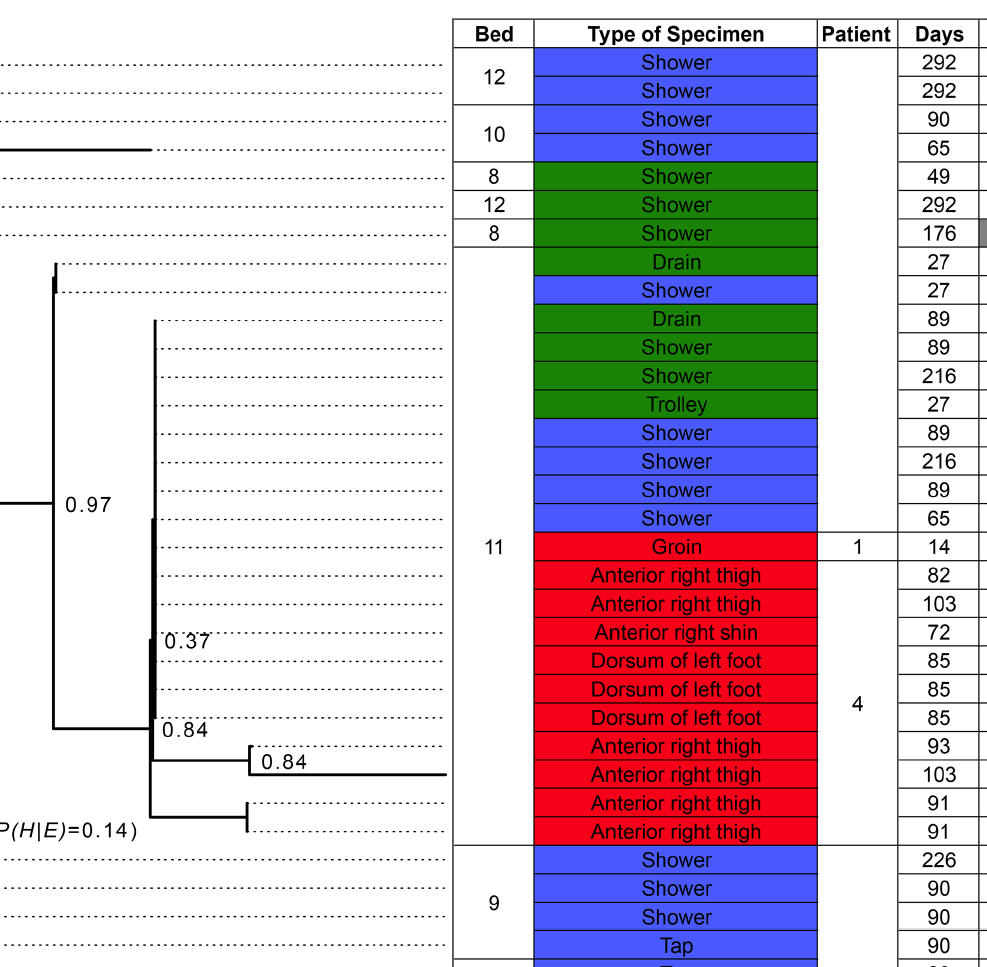 Bed Type of Specimen Patient Days
12 Shower 292
Shower 292
10 Shower 90
Shower 65
8 Shower 49
12 Shower 292
8 Shower 176
Drain 27
Shower 27
Drain 89
Shower 89
Shower 216
Trolley 27
Shower 89
Shower 216
0.97 Shower 89
Shower 65
11 Groin 1 14
Anterior right thigh 82
Anterior right thigh 103
0.37 Anterior right shin 72
Dorsum of left foot 85
Dorsum of left foot 85
4
0.84 Dorsum of left foot 85
0.84 Anterior right thigh 93
Anterior right thigh 103
Anterior right thigh 91
P(H|E)=0.14) Anterior right thigh 91
Shower 226
9 Shower 90
Shower 90
Tap 90